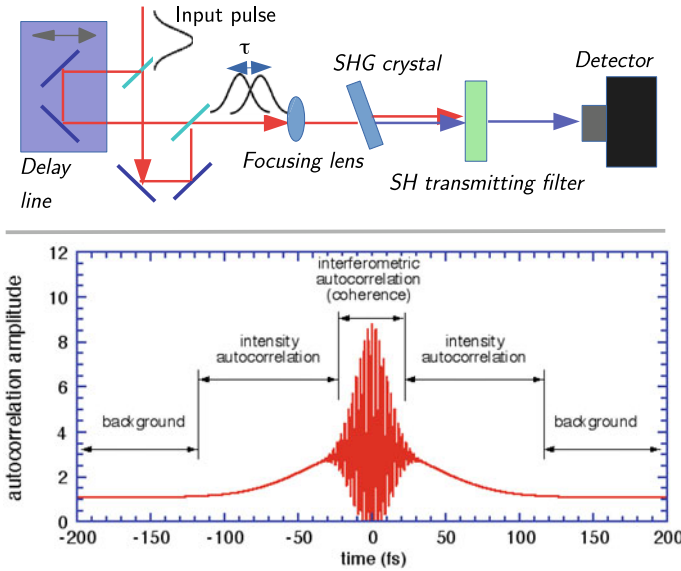 Input pulse
τ
SHG crystal
Detector
Delay
line
Focusing lens
SH transmitting filter
autocorrelation amplitude
12
10
8
6
4
2
0
interferometric
autocorrelation
(coherence)
intensity
autocorrelation
intensity
autocorrelation
background
background
-200 -150 -100 -50 0 50 100 150 200
time (fs)